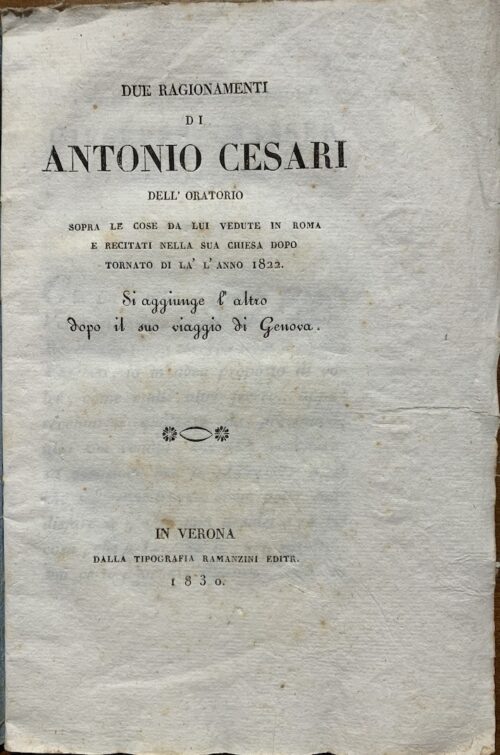 DUE RAGIONAMENTI
DI
ANTONIO CESARI
DELL' ORATORIO
SOPRA LE COSE DA LUI VEDUTE IN ROMA
E RECITATI NELLA SUA CHIESA DOPO
TORNATO DI LA' L' ANNO 1822.
Si aggiunge l' altro
dopo il suo viaggio di Genova.
IN VERONA
DALLA TIPOGRAFIA RAMANZINI EDITR.
1830.